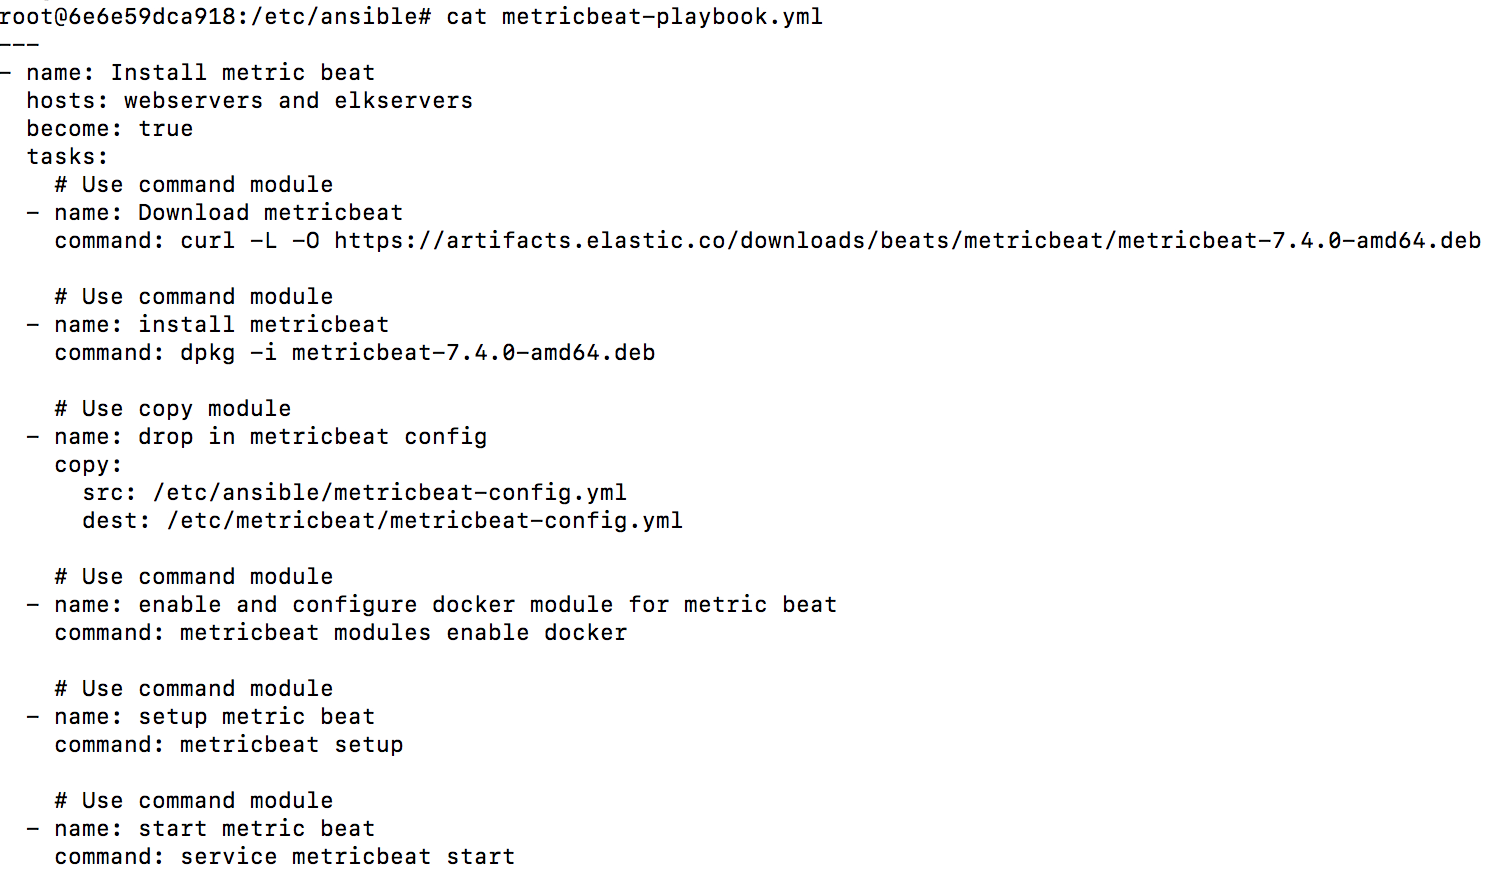 root@6e6e59dca918:/etc/ansible# cat metricbeat-playbook.yml
---
- name: Install metric beat
  hosts: webservers and elkservers
  become: true
  tasks:
    # Use command module
  - name: Download metricbeat
    command: curl -L -O https://artifacts.elastic.co/downloads/beats/metricbeat/metricbeat-7.4.0-amd64.deb

    # Use command module
  - name: install metricbeat
    command: dpkg -i metricbeat-7.4.0-amd64.deb

    # Use copy module
  - name: drop in metricbeat config
    copy:
      src: /etc/ansible/metricbeat-config.yml
      dest: /etc/metricbeat/metricbeat-config.yml

    # Use command module
  - name: enable and configure docker module for metric beat
    command: metricbeat modules enable docker

    # Use command module
  - name: setup metric beat
    command: metricbeat setup

    # Use command module
  - name: start metric beat
    command: service metricbeat start